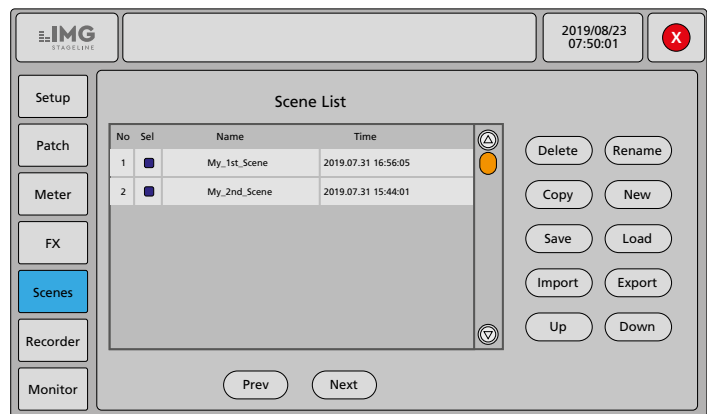 IMG
STAGELINE
2019/08/23
07:50:01
X
Setup
Patch
Meter
FX
Scenes
Recorder
Monitor
Scene List
No Sel Name Time
1 My_1st_Scene 2019.07.31 16:56:05
2 My_2nd_Scene 2019.07.31 15:44:01
Delete Rename
Copy New
Save Load
Import Export
Up Down
Prev Next